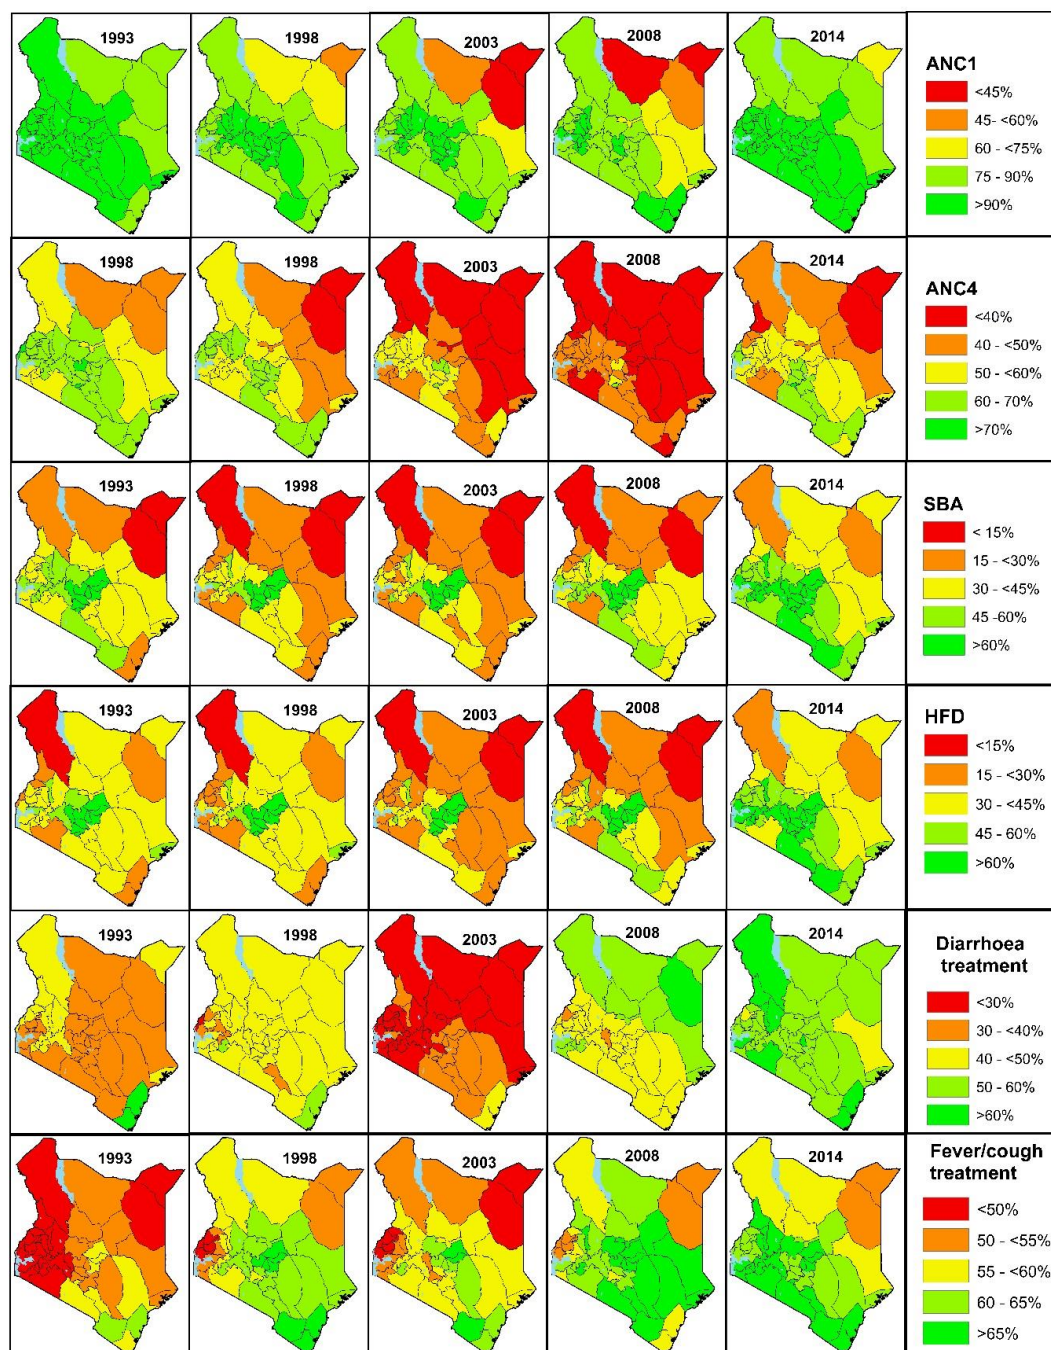 1993
1998
2003
2008
2014
ANC1
<45%
45- <60%
60 - <75%
75 - 90%
>90%
1998
1998
2003
2008
2014
ANC4
<40%
40 - <50%
50 - <60%
60 - 70%
>70%
1993
1998
2003
2008
2014
SBA
< 15%
15 - <30%
30 - <45%
45 -60%
>60%
1993
1998
2003
2008
2014
HFD
<15%
15 - <30%
30 - <45%
45 - 60%
>60%
1993
1998
2003
2008
2014
Diarrhoea
treatment
<30%
30 - <40%
40 - <50%
50 - 60%
>60%
1993
1998
2003
2008
2014
Fever/cough
treatment
<50%
50 - <55%
55 - <60%
60 - 65%
>65%